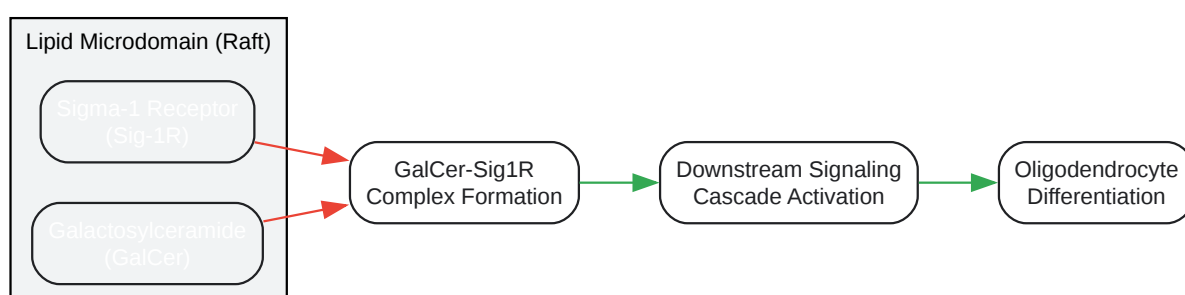 Lipid Microdomain (Raft)
Sigma-1 Receptor
(Sig-1R)
Galactosylceramide
(GalCer)
GalCer-Sig1R
Complex Formation
Downstream Signaling
Cascade Activation
Oligodendrocyte
Differentiation